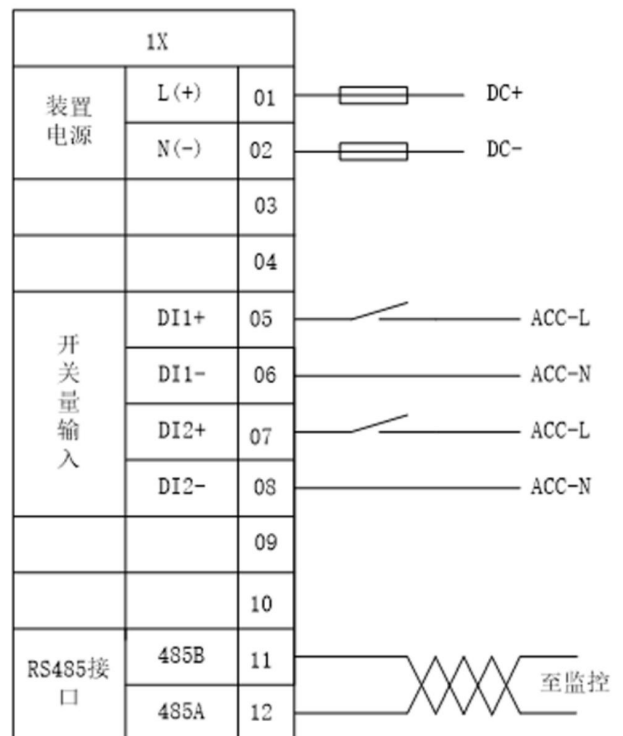 1X
装置
电源
L(+) 01 DC+
N(-) 02 DC-
03
04
开
关
量
输
入
DI1+ 05 ACC-L
DI1- 06 ACC-N
DI2+ 07 ACC-L
DI2- 08 ACC-N
09
10
RS485接
口
485B 11
485A 12
至监控